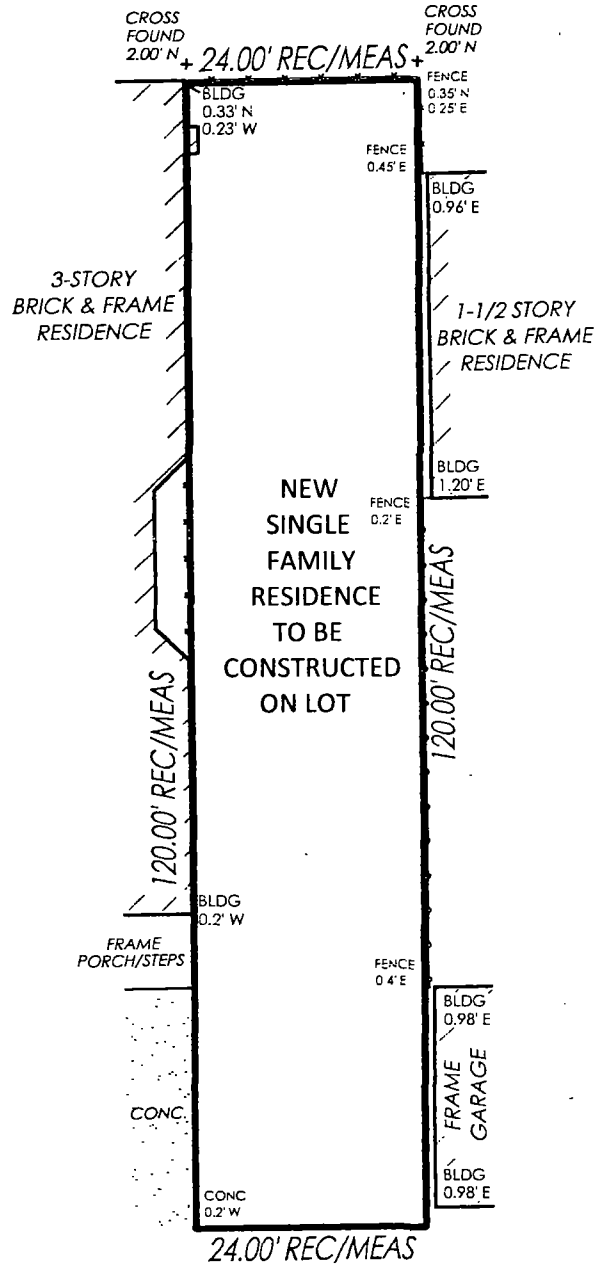 CROSS
FOUND
2.00' N
CROSS
FOUND
2.00' N
+ 24.00' REC/MEAS +
BLDG
0.33' N
0.23' W
FENCE
0.35' N
0.25' E
FENCE
0.45' E
BLDG
0.96' E
3-STORY
BRICK & FRAME
RESIDENCE
1-1/2 STORY
BRICK & FRAME
RESIDENCE
BLDG
1.20' E
FENCE
0.2' E
NEW
SINGLE
FAMILY
RESIDENCE
TO BE
CONSTRUCTED
ON LOT
120.00' REC/MEAS
120.00' REC/MEAS
BLDG
0.2' W
FRAME
PORCH/STEPS
FENCE
0.4' E
BLDG
0.98' E
FRAME
GARAGE
CONC.
BLDG
0.98' E
CONC
0.2' W
24.00' REC/MEAS